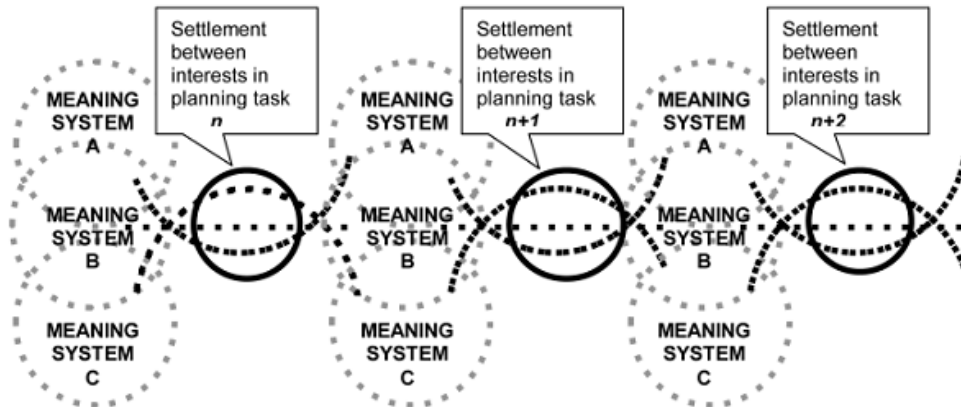 Settlement
between
interests in
planning task
n
Settlement
between
interests in
planning task
n+1
Settlement
between
interests in
planning task
n+2
MEANING
SYSTEM
A
MEANING
SYSTEM
A
MEANING
SYSTEM
A
MEANING
SYSTEM
B
MEANING
SYSTEM
B
MEANING
SYSTEM
B
MEANING
SYSTEM
C
MEANING
SYSTEM
C
MEANING
SYSTEM
C